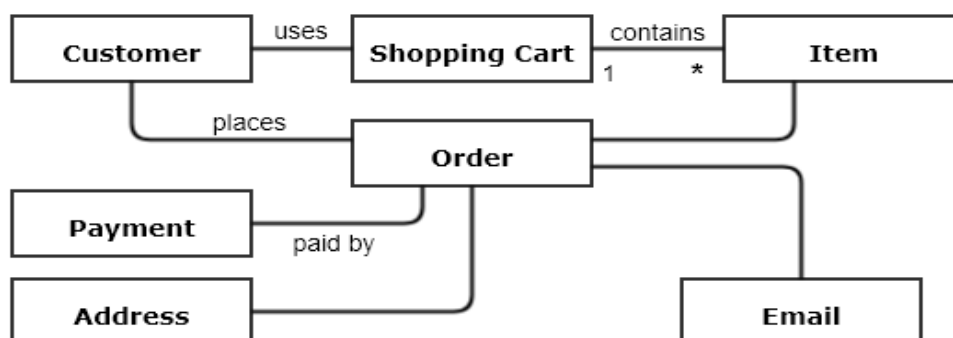 uses
contains
Customer
Shopping Cart
Item
1 *
places
Order
Payment
paid by
Address
Email